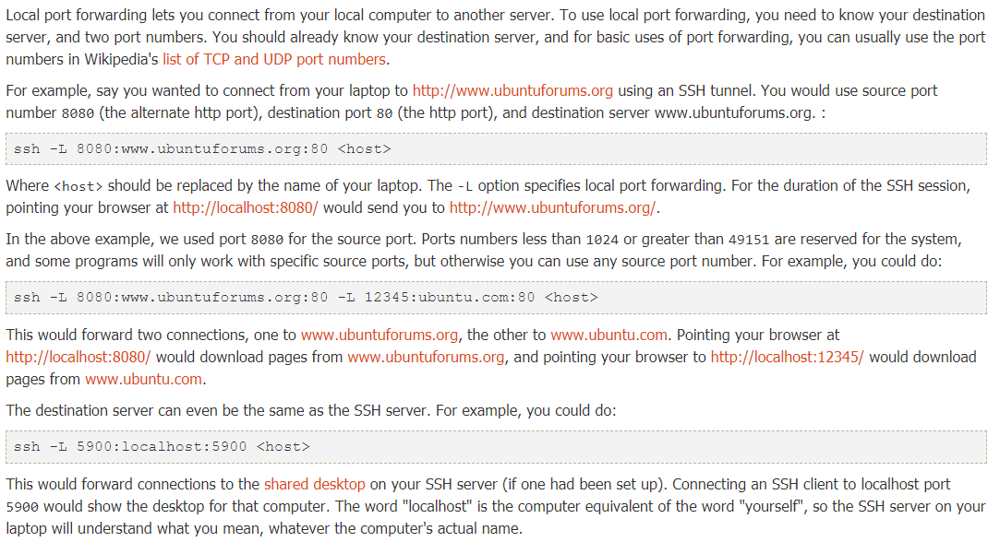 Local port forwarding lets you connect from your local computer to another server. To use local port forwarding, you need to know your destination
server, and two port numbers. You should already know your destination server, and for basic uses of port forwarding, you can usually use the port
numbers in Wikipedia's list of TCP and UDP port numbers.
For example, say you wanted to connect from your laptop to http://www.ubuntuforums.org using an SSH tunnel. You would use source port
number 8080 (the alternate http port), destination port 80 (the http port), and destination server www.ubuntuforums.org. :
ssh -L 8080:www.ubuntuforums.org:80 <host>
Where <host> should be replaced by the name of your laptop. The -L option specifies local port forwarding. For the duration of the SSH session,
pointing your browser at http://localhost:8080/ would send you to http://www.ubuntuforums.org/.
In the above example, we used port 8080 for the source port. Ports numbers less than 1024 or greater than 49151 are reserved for the system,
and some programs will only work with specific source ports, but otherwise you can use any source port number. For example, you could do:
ssh -L 8080:www.ubuntuforums.org:80 -L 12345:ubuntu.com:80 <host>
This would forward two connections, one to www.ubuntuforums.org, the other to www.ubuntu.com. Pointing your browser at
http://localhost:8080/ would download pages from www.ubuntuforums.org, and pointing your browser to http://localhost:12345/ would download
pages from www.ubuntu.com.
The destination server can even be the same as the SSH server. For example, you could do:
ssh -L 5900:localhost:5900 <host>
This would forward connections to the shared desktop on your SSH server (if one had been set up). Connecting an SSH client to localhost port
5900 would show the desktop for that computer. The word "localhost" is the computer equivalent of the word "yourself", so the SSH server on your
laptop will understand what you mean, whatever the computer's actual name.